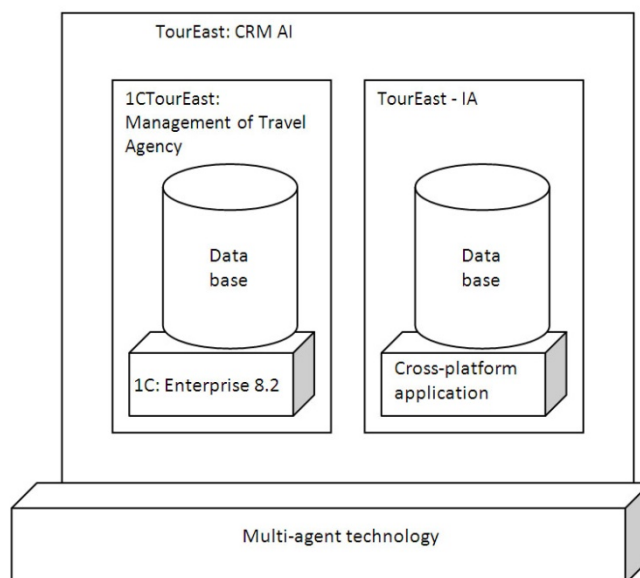 TourEast: CRM AI
1CTourEast:
Management of Travel
Agency
Data
base
1C: Enterprise 8.2
TourEast - IA
Data
base
Cross-platform
application
Multi-agent technology